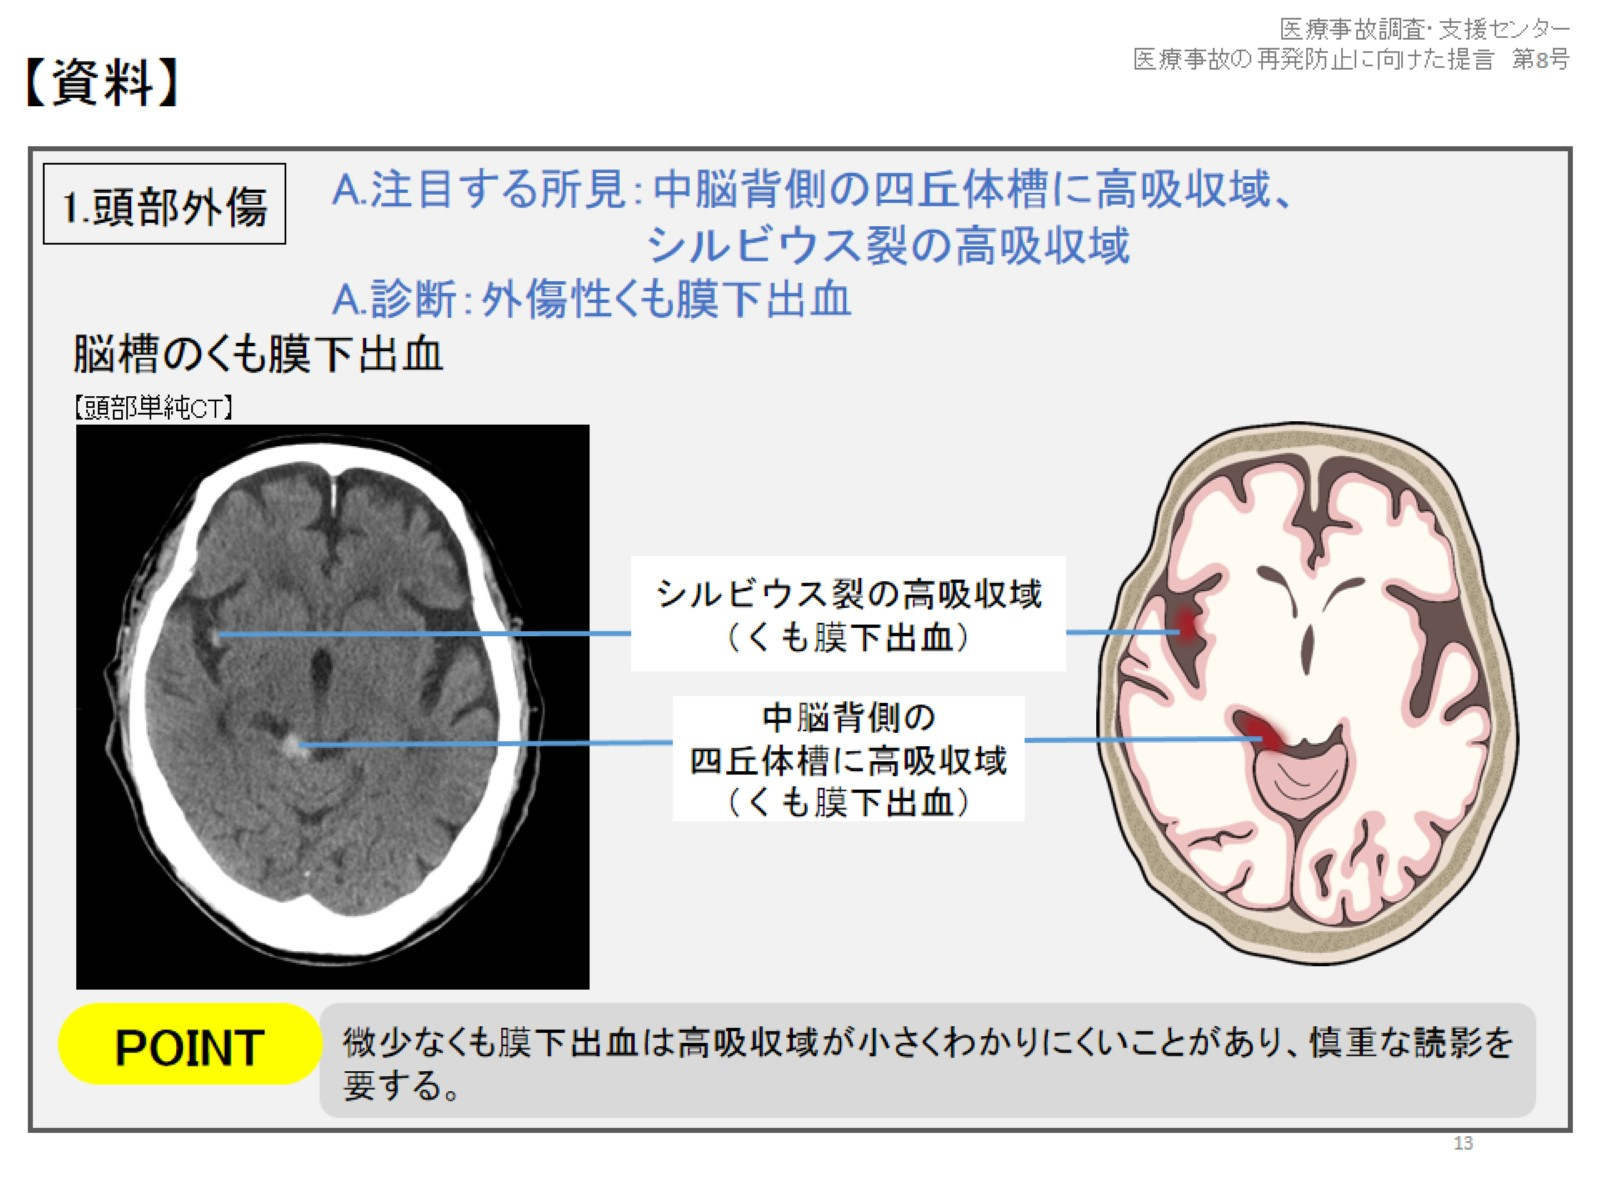 医療事故調査・支援センター
医療事故の再発防止に向けた提言　第8号
【資料】
1.頭部外傷
A.注目する所見：中脳背側の四丘体槽に高吸収域、
シルビウス裂の高吸収域
A.診断：外傷性くも膜下出血
脳槽のくも膜下出血
【頭部単純CT】
シルビウス裂の高吸収域
（くも膜下出血）
中脳背側の
四丘体槽に高吸収域
（くも膜下出血）
POINT
微少なくも膜下出血は高吸収域が小さくわかりにくいことがあり、慎重な読影を
要する。
13